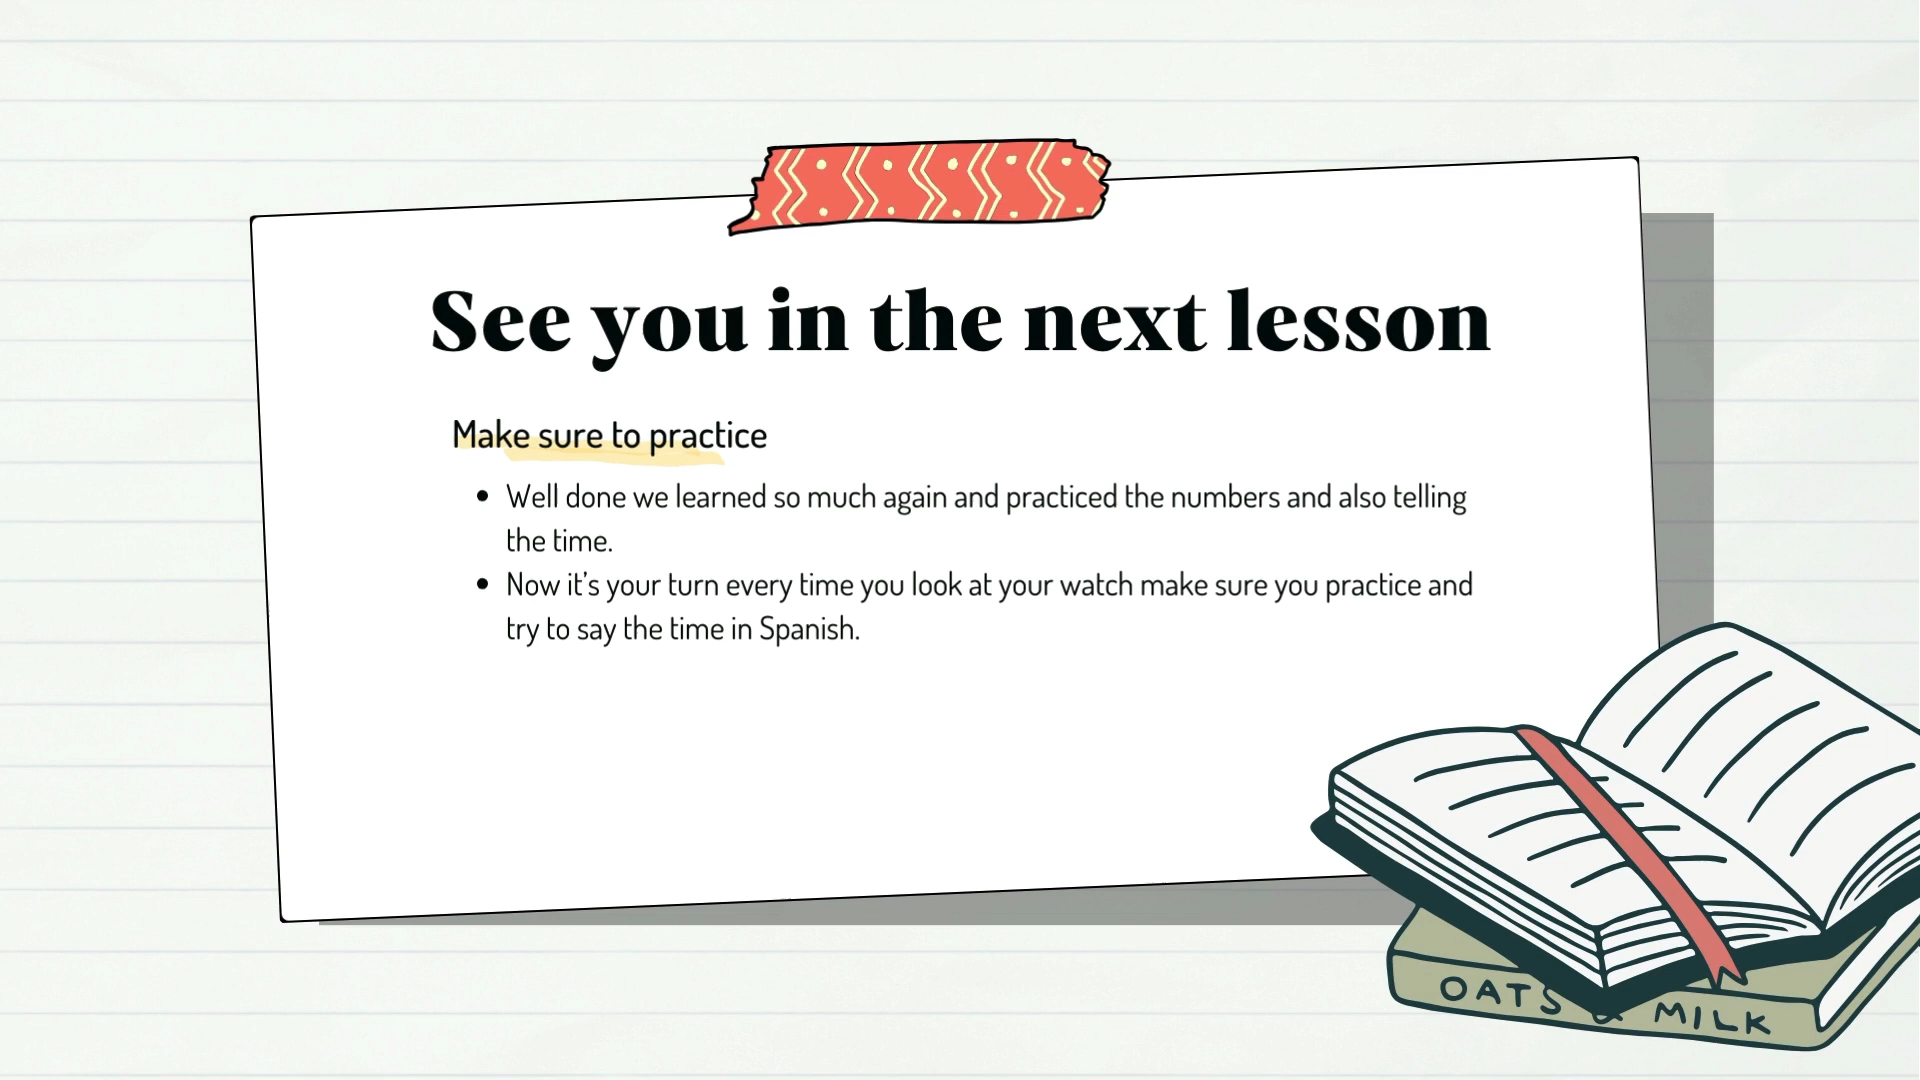 See you in the next lesson
Make sure to practice
• Well done we learned so much again and practiced the numbers and also telling
the time.
• Now it’s your turn every time you look at your watch make sure you practice and
try to say the time in Spanish.
OATS & MILK